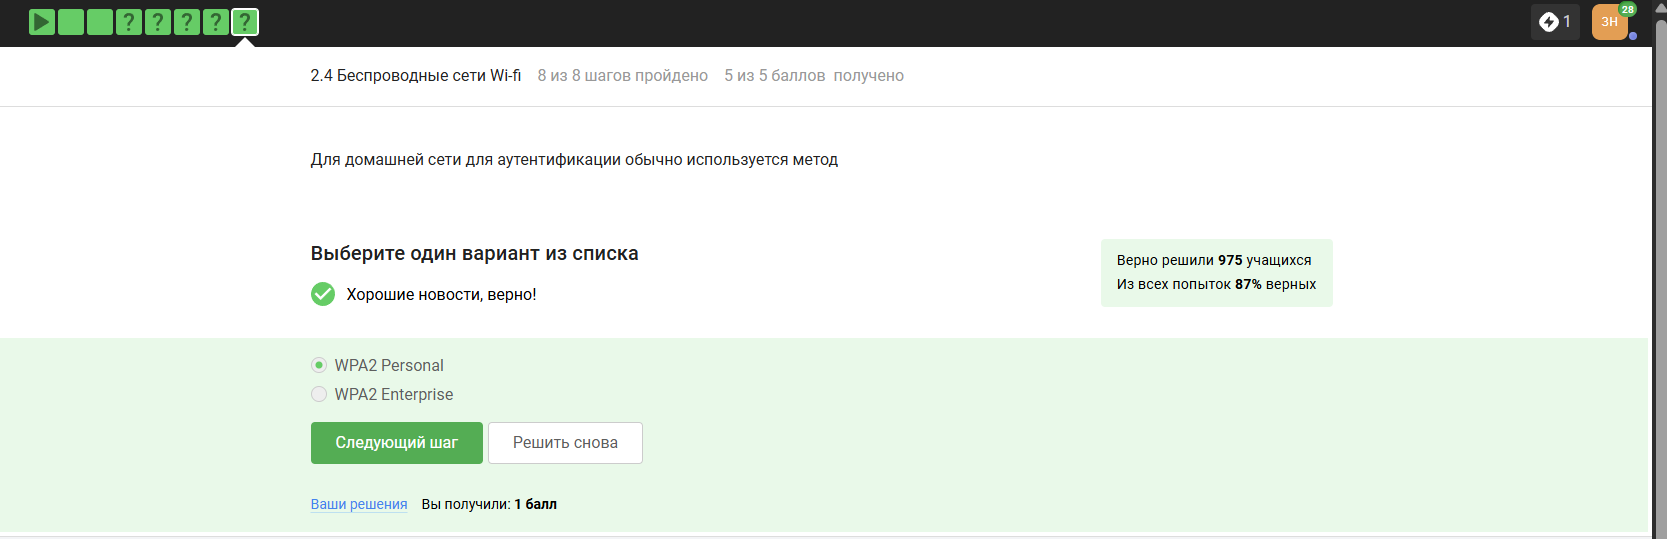 ? ? ? ? ?
1
ЗН
28
2.4 Беспроводные сети Wi-fi 8 из 8 шагов пройдено 5 из 5 баллов получено
Для домашней сети для аутентификации обычно используется метод
Выберите один вариант из списка
Хорошие новости, верно!
Верно решили 975 учащихся
Из всех попыток 87% верных
WPA2 Personal
WPA2 Enterprise
Следующий шаг
Решить снова
Ваши решения Вы получили: 1 балл